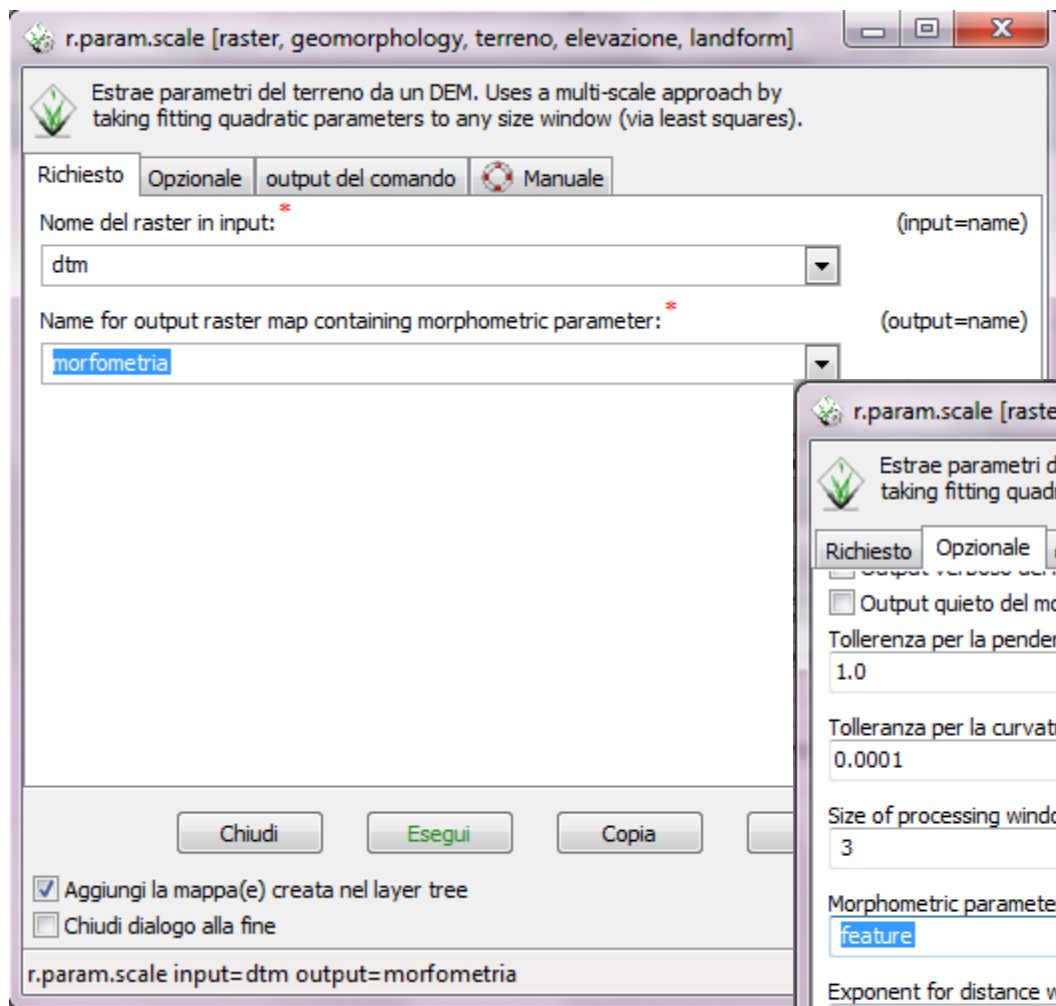 r.param.scale [raster, geomorphology, terreno, elevazione, landform]
Estrae parametri del terreno da un DEM. Uses a multi-scale approach by
taking fitting quadratic parameters to any size window (via least squares).
Richiesto Opzionale output del comando Manuale
Nome del raster in input:* (input=name)
dtm
Name for output raster map containing morphometric parameter:* (output=name)
morfometria
Chiudi Esegui Copia
Aggiungi la mappa(e) creata nel layer tree
Chiudi dialogo alla fine
r.param.scale input=dtm output=morfometria
r.param.scale [raste
Estrae parametri d
taking fitting quadr
Richiesto Opzionale
Output quieto del mo
Tollerenza per la penden
1.0
Tolleranza per la curvatu
0.0001
Size of processing windo
3
Morphometric paramete
feature
Exponent for distance w